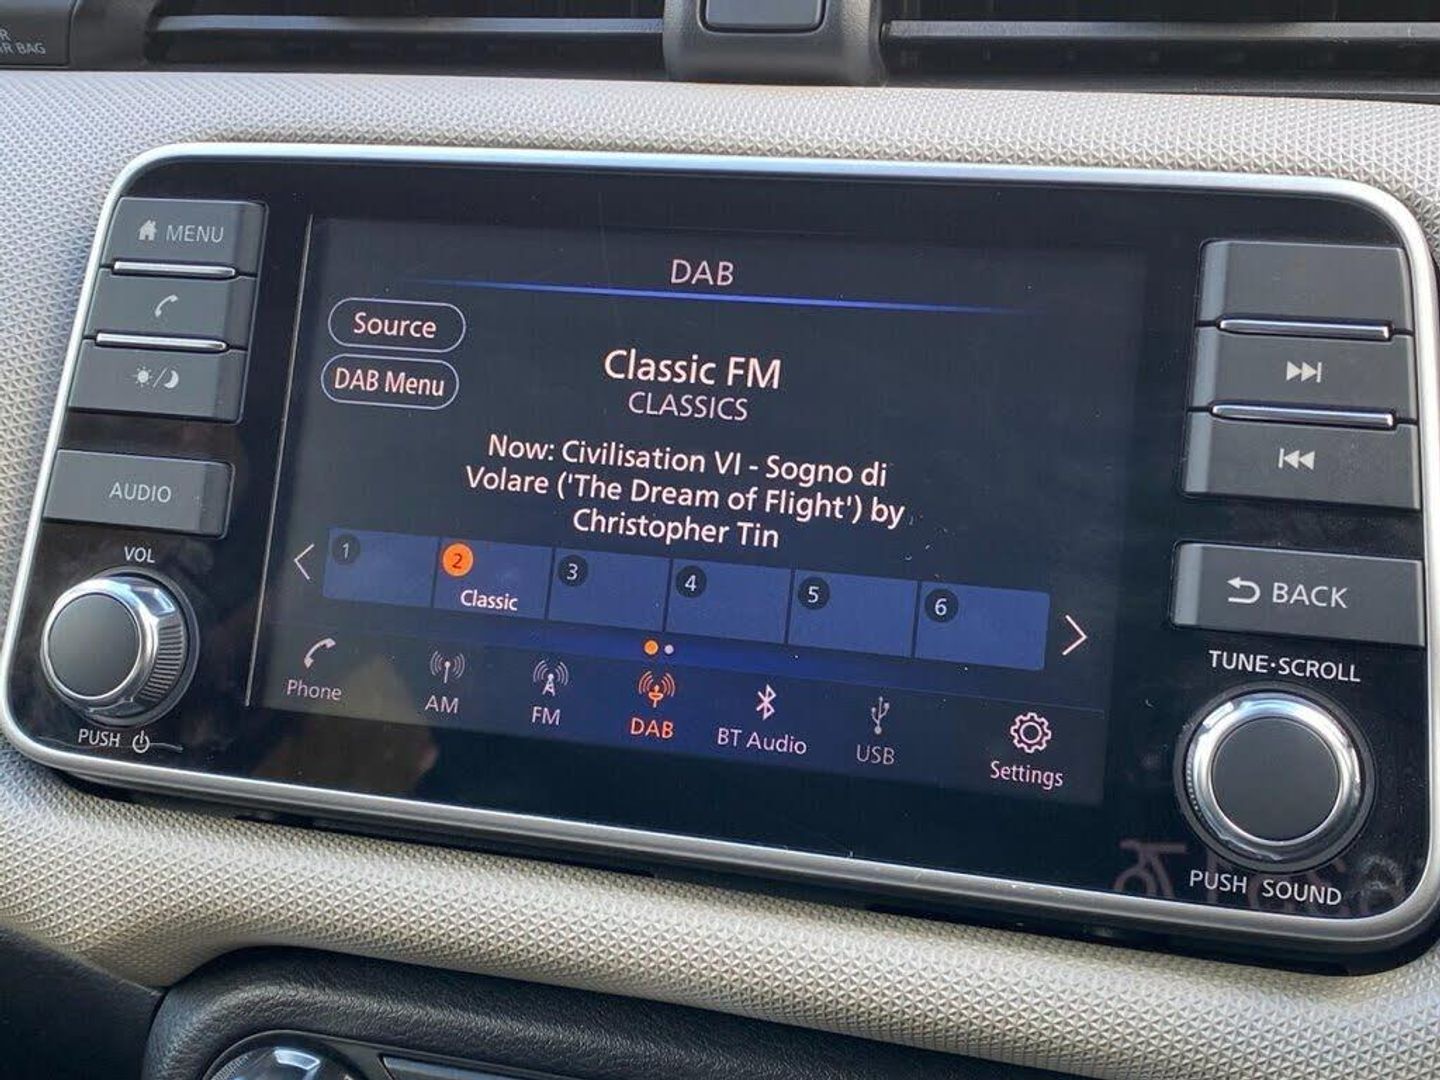 R
R BAG
MENU
AUDIO
VOL
PUSH
DAB
Source
DAB Menu
Classic FM
CLASSICS
Now: Civilisation VI - Sogno di
Volare ('The Dream of Flight') by
Christopher Tin
1
2
Classic
3
4
5
6
Phone
AM
FM
DAB
BT Audio
USB
Settings
BACK
TUNE·SCROLL
PUSH SOUND